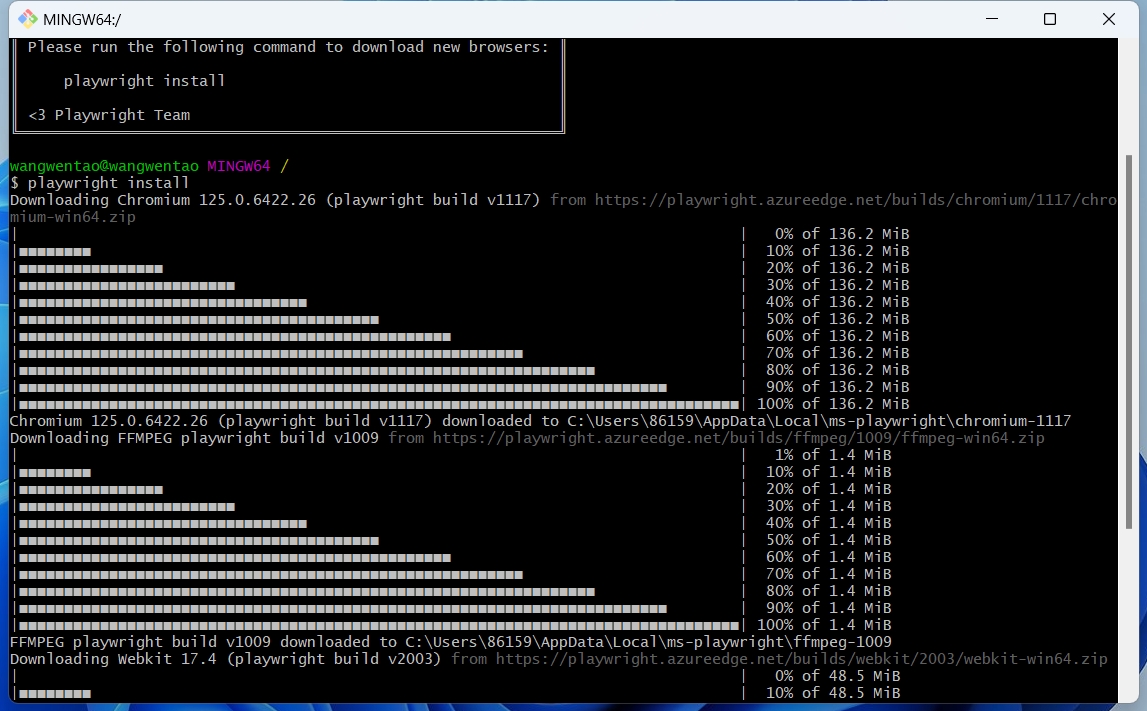 MINGW64:/
Please run the following command to download new browsers:
playwright install
<3 Playwright Team
wangwentao@wangwentao MINGW64 /
$ playwright install
Downloading Chromium 125.0.6422.26 (playwright build v1117) from https://playwright.azureedge.net/builds/chromium/1117/chro
mium-win64.zip
| | 0% of 136.2 MiB
|■■■■■■■■ | 10% of 136.2 MiB
|■■■■■■■■■■■■■■■■ | 20% of 136.2 MiB
|■■■■■■■■■■■■■■■■■■■■■■■■ | 30% of 136.2 MiB
|■■■■■■■■■■■■■■■■■■■■■■■■■■■■■■■■ | 40% of 136.2 MiB
|■■■■■■■■■■■■■■■■■■■■■■■■■■■■■■■■■■■■■■■■ | 50% of 136.2 MiB
|■■■■■■■■■■■■■■■■■■■■■■■■■■■■■■■■■■■■■■■■■■■■■■■■ | 60% of 136.2 MiB
|■■■■■■■■■■■■■■■■■■■■■■■■■■■■■■■■■■■■■■■■■■■■■■■■■■■■■■■■ | 70% of 136.2 MiB
|■■■■■■■■■■■■■■■■■■■■■■■■■■■■■■■■■■■■■■■■■■■■■■■■■■■■■■■■■■■■■■■■ | 80% of 136.2 MiB
|■■■■■■■■■■■■■■■■■■■■■■■■■■■■■■■■■■■■■■■■■■■■■■■■■■■■■■■■■■■■■■■■■■■■■■■■ | 90% of 136.2 MiB
|■■■■■■■■■■■■■■■■■■■■■■■■■■■■■■■■■■■■■■■■■■■■■■■■■■■■■■■■■■■■■■■■■■■■■■■■■■■■■■■■| 100% of 136.2 MiB
Chromium 125.0.6422.26 (playwright build v1117) downloaded to C:\Users\86159\AppData\Local\ms-playwright\chromium-1117
Downloading FFMPEG playwright build v1009 from https://playwright.azureedge.net/builds/ffmpeg/1009/ffmpeg-win64.zip
| | 1% of 1.4 MiB
|■■■■■■■■ | 10% of 1.4 MiB
|■■■■■■■■■■■■■■■■ | 20% of 1.4 MiB
|■■■■■■■■■■■■■■■■■■■■■■■■ | 30% of 1.4 MiB
|■■■■■■■■■■■■■■■■■■■■■■■■■■■■■■■■ | 40% of 1.4 MiB
|■■■■■■■■■■■■■■■■■■■■■■■■■■■■■■■■■■■■■■■■ | 50% of 1.4 MiB
|■■■■■■■■■■■■■■■■■■■■■■■■■■■■■■■■■■■■■■■■■■■■■■■■ | 60% of 1.4 MiB
|■■■■■■■■■■■■■■■■■■■■■■■■■■■■■■■■■■■■■■■■■■■■■■■■■■■■■■■■ | 70% of 1.4 MiB
|■■■■■■■■■■■■■■■■■■■■■■■■■■■■■■■■■■■■■■■■■■■■■■■■■■■■■■■■■■■■■■■■ | 80% of 1.4 MiB
|■■■■■■■■■■■■■■■■■■■■■■■■■■■■■■■■■■■■■■■■■■■■■■■■■■■■■■■■■■■■■■■■■■■■■■■■ | 90% of 1.4 MiB
|■■■■■■■■■■■■■■■■■■■■■■■■■■■■■■■■■■■■■■■■■■■■■■■■■■■■■■■■■■■■■■■■■■■■■■■■■■■■■■■■| 100% of 1.4 MiB
FFMPEG playwright build v1009 downloaded to C:\Users\86159\AppData\Local\ms-playwright\ffmpeg-1009
Downloading Webkit 17.4 (playwright build v2003) from https://playwright.azureedge.net/builds/webkit/2003/webkit-win64.zip
| | 0% of 48.5 MiB
|■■■■■■■■ | 10% of 48.5 MiB